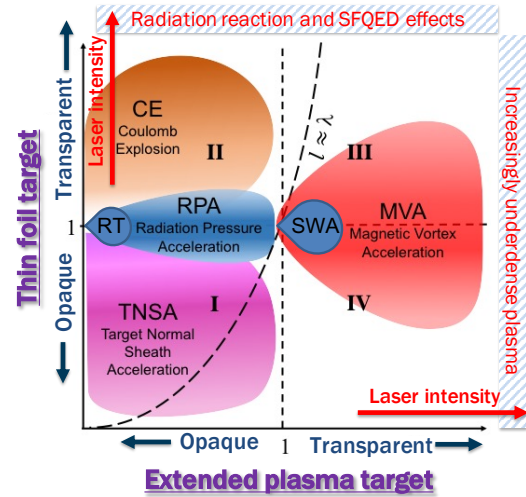 Radiation reaction and SFQED effects
Transparent
Laser intensity
CE
Coulomb
Explosion
II
l ≈ λ
III
Increasingly underdense plasma
Thin foil target
1
RT
RPA
Radiation Pressure
Acceleration
SWA
MVA
Magnetic Vortex
Acceleration
Opaque
TNSA
Target Normal
Sheath
Acceleration
I
IV
Laser intensity
Opaque
1
Transparent
Extended plasma target